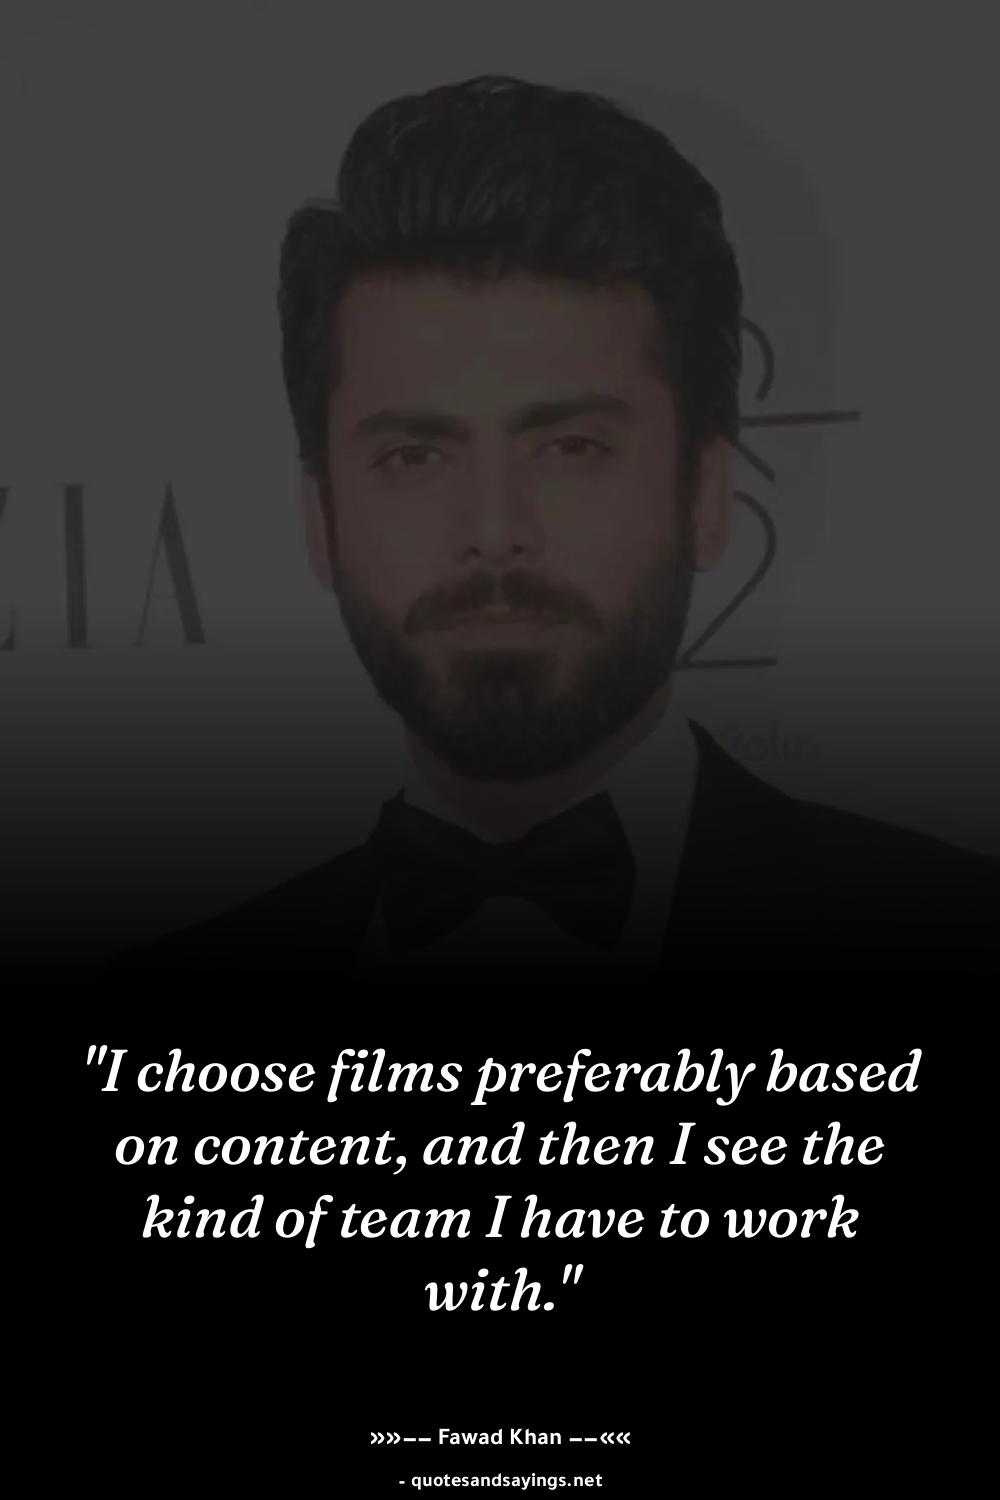 ZIA
"I choose films preferably based
on content, and then I see the
kind of team I have to work
with."
»»–– Fawad Khan ––««
- quotesandsayings.net